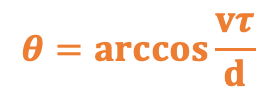 θ = arccos vτ/d